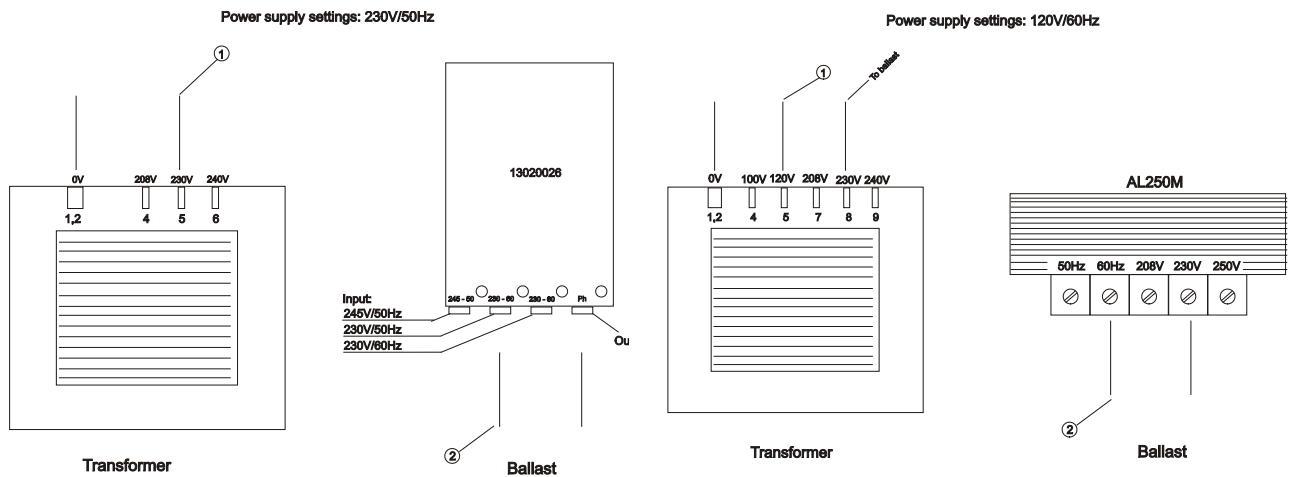 Power supply settings: 230V/50Hz
1
0V 208V 230V 240V
1,2 4 5 6
Transformer
13020026
245 - 50 230 - 60 230 - 60 Ph
Input:
245V/50Hz
230V/50Hz
230V/60Hz
Ou
2
Ballast
Power supply settings: 120V/60Hz
1
To ballast
0V 100V 120V 208V 230V 240V
1,2 4 5 7 8 9
Transformer
AL250M
50Hz 60Hz 208V 230V 250V
2
Ballast